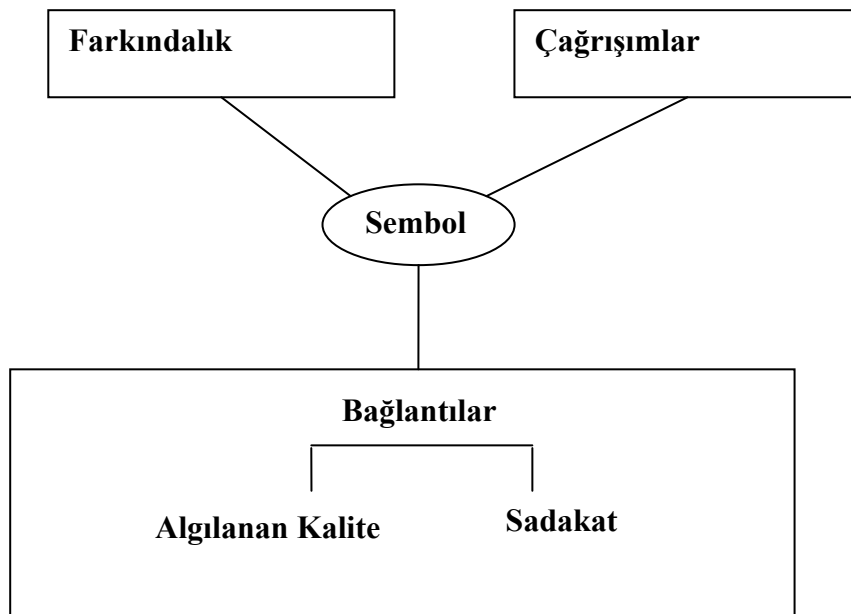 Farkındalık
Çağrışımlar
Sembol
Bağlantılar
Algılanan Kalite
Sadakat